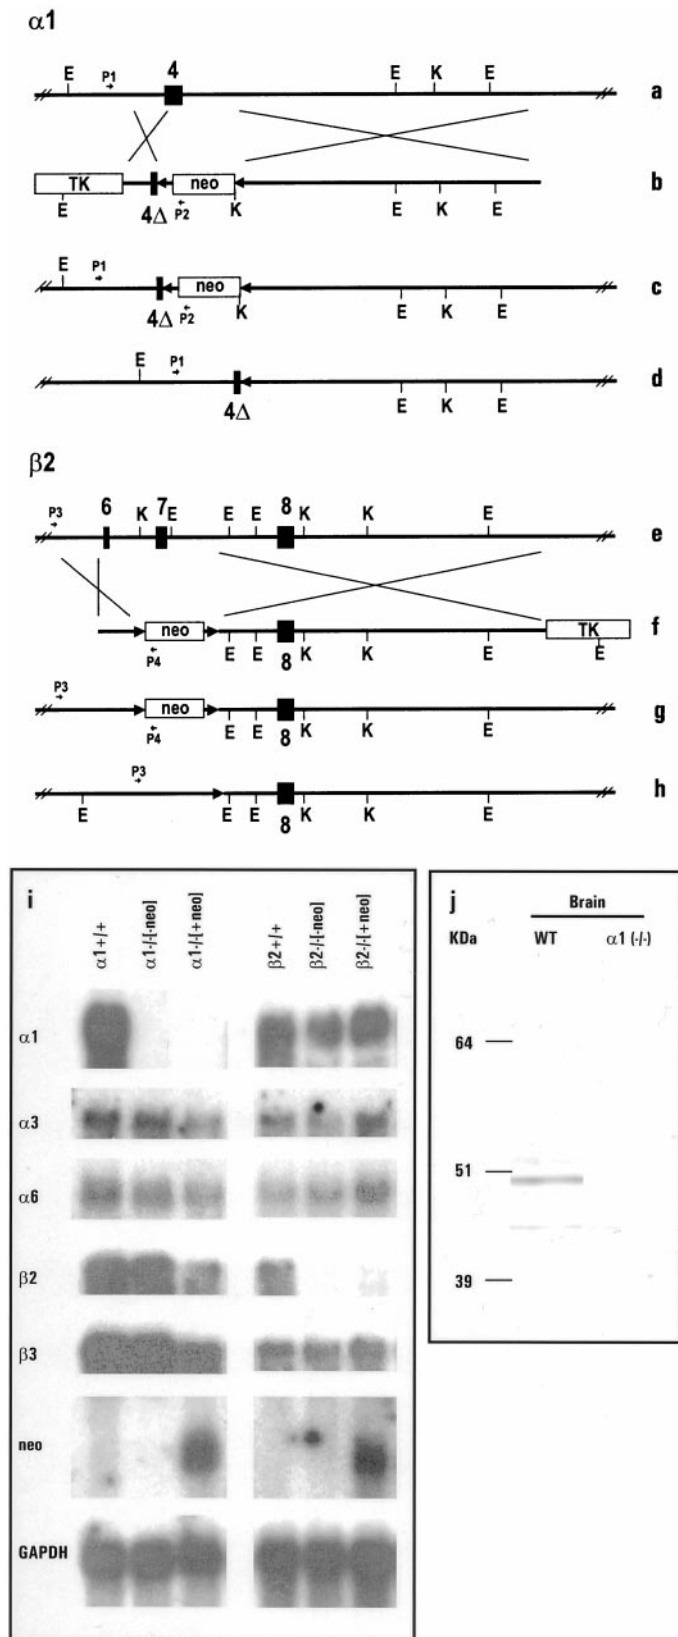 α1
E P1 4 E K E a
TK neo b
E 4Δ P2 K E K E
E P1 neo c
4Δ P2 K E K E
E P1 d
4Δ E K E
β2
P3 6 K 7 E E E 8 K K E e
neo TK f
P4 E E 8 K K E E
P3 neo g
P4 E E 8 K K E
P3 h
E E E 8 K K E
i
α1+/+ α1-/-[-neo] α1-/-[+neo] β2+/+ β2-/-[-neo] β2-/-[+neo]
α1
α3
α6
β2
β3
neo
GAPDH
j
Brain
KDa WT α1 (-/-)
64
51
39